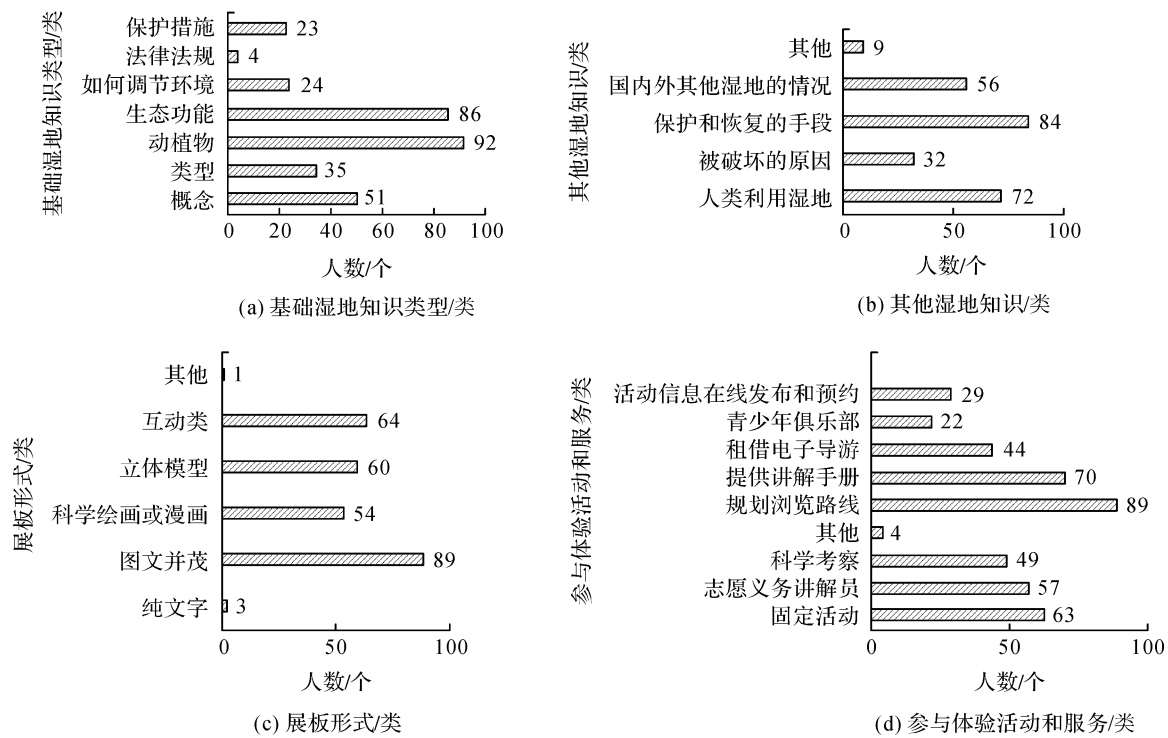 基础湿地知识类型/类
保护措施 23
法律法规 4
如何调节环境 24
生态功能 86
动植物 92
类型 35
概念 51
0 20 40 60 80 100
人数/个
(a) 基础湿地知识类型/类
其他湿地知识/类
其他 9
国内外其他湿地的情况 56
保护和恢复的手段 84
被破坏的原因 32
人类利用湿地 72
0 50 100
人数/个
(b) 其他湿地知识/类
展板形式/类
其他 1
互动类 64
立体模型 60
科学绘画或漫画 54
图文并茂 89
纯文字 3
0 50 100
人数/个
(c) 展板形式/类
参与体验活动和服务/类
活动信息在线发布和预约 29
青少年俱乐部 22
租借电子导游 44
提供讲解手册 70
规划浏览路线 89
其他 4
科学考察 49
志愿义务讲解员 57
固定活动 63
0 50 100
人数/个
(d) 参与体验活动和服务/类